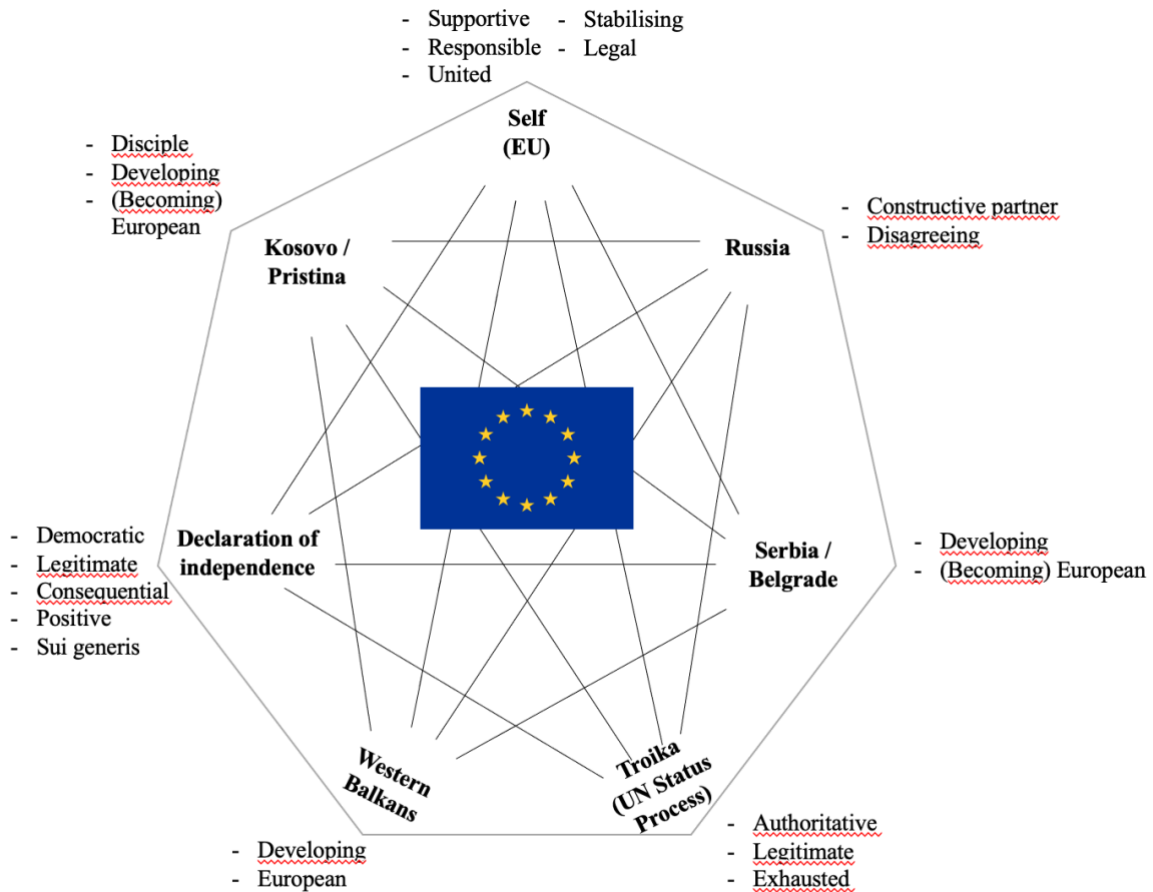 - Supportive - Stabilising
- Responsible - Legal
- United
Self
(EU)
- Disciple
- Developing
- (Becoming)
European
Kosovo /
Pristina
Russia
- Constructive partner
- Disagreeing
- Democratic
- Legitimate
- Consequential
- Positive
- Sui generis
Declaration of
independence
Serbia /
Belgrade
- Developing
- (Becoming) European
Western
Balkans
- Developing
- European
Troika
(UN Status
Process)
- Authoritative
- Legitimate
- Exhausted